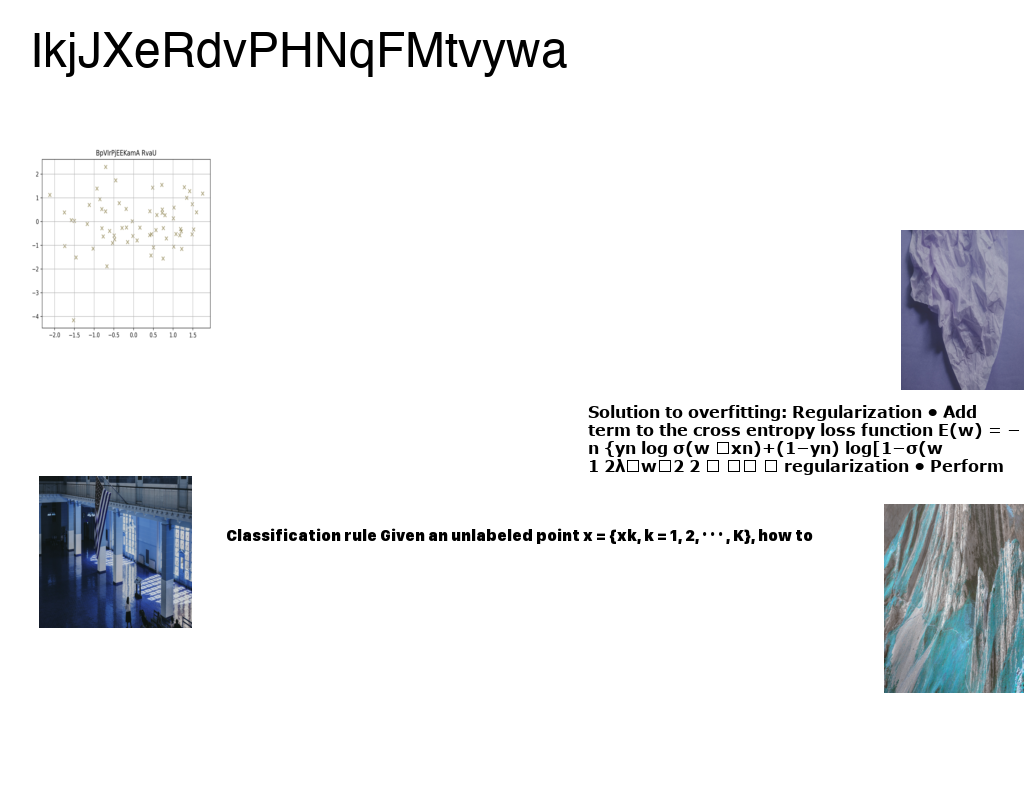 IkjJXeRdvPHNqFMtvywa
2
1
0
−1
−2
−3
−4
−2.0 −1.5 −1.0 −0.5 0.0 0.5 1.0 1.5
Solution to overfitting: Regularization • Add
term to the cross entropy loss function E(w) = −
n {yn log σ(w □xn)+(1−yn) log[1−σ(w
1 2λ□w□2 2 □ □□ □ regularization • Perform
Classification rule Given an unlabeled point x = {xk, k = 1, 2, · · · , K}, how to